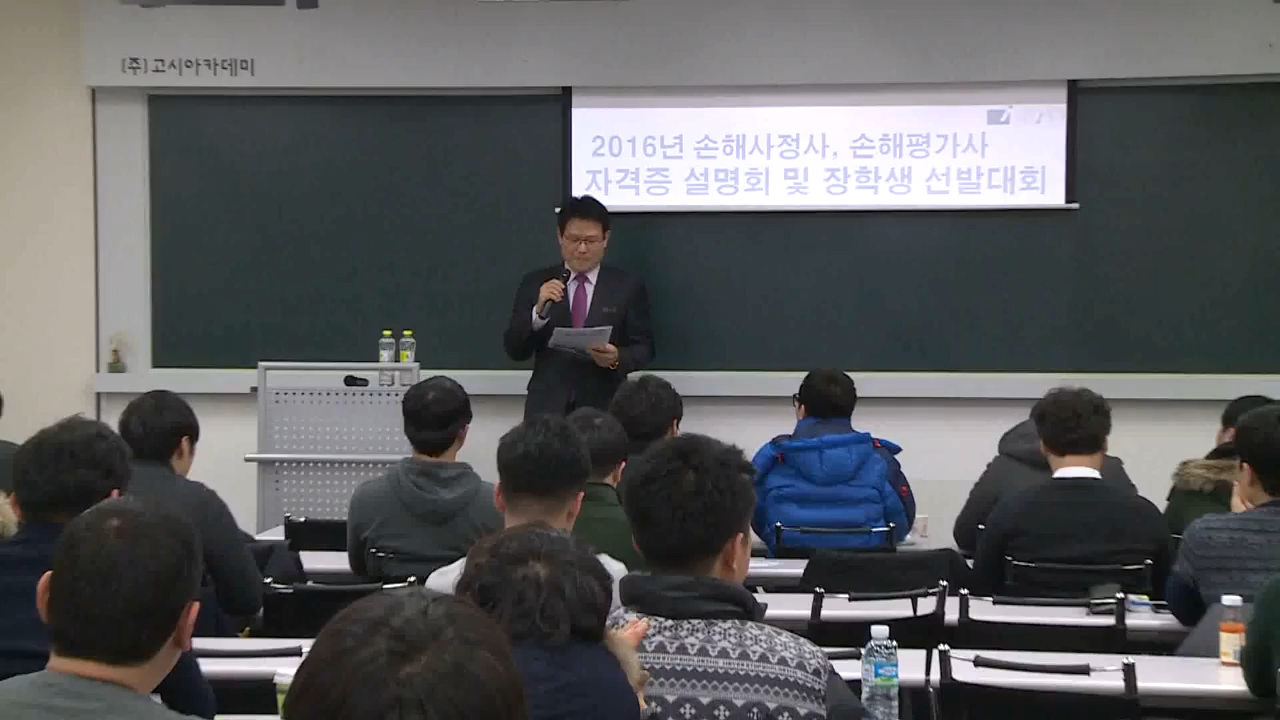 (주)고시아카데미
2016년 손해사정사, 손해평가사
자격증 설명회 및 장학생 선발대회